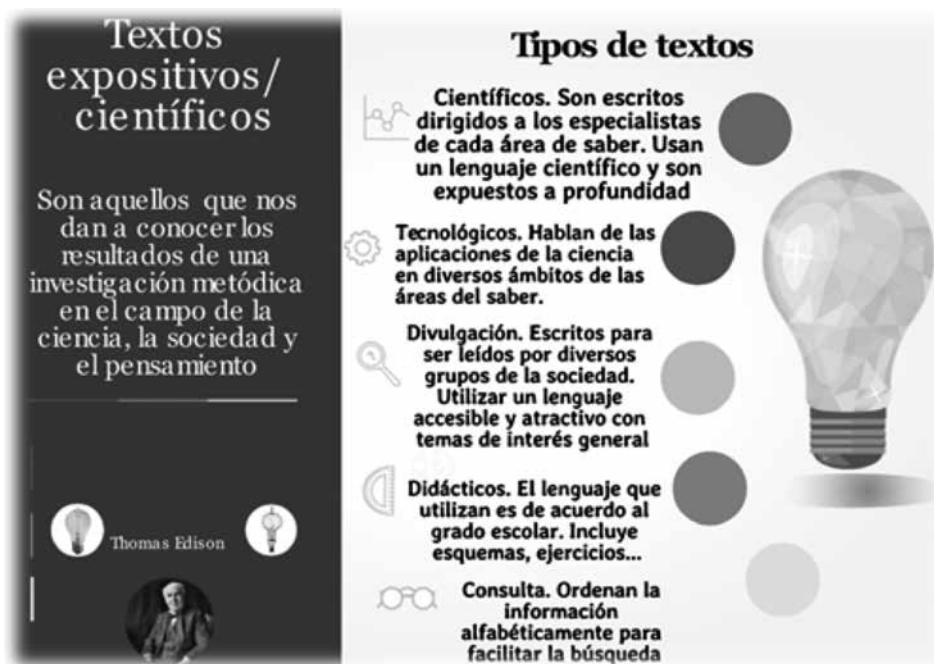 Textos
expositivos/
científicos
Son aquellos que nos
dan a conocer los
resultados de una
investigación metódica
en el campo de la
ciencia, la sociedad y
el pensamiento
Thomas Edison
Tipos de textos
Científicos. Son escritos
dirigidos a los especialistas
de cada área de saber. Usan
un lenguaje científico y son
expuestos a profundidad
Tecnológicos. Hablan de las
aplicaciones de la ciencia
en diversos ámbitos de las
áreas del saber.
Divulgación. Escritos para
ser leídos por diversos
grupos de la sociedad.
Utilizar un lenguaje
accesible y atractivo con
temas de interés general
Didácticos. El lenguaje que
utilizan es de acuerdo al
grado escolar. Incluye
esquemas, ejercicios...
Consulta. Ordenan la
información
alfabéticamente para
facilitar la búsqueda